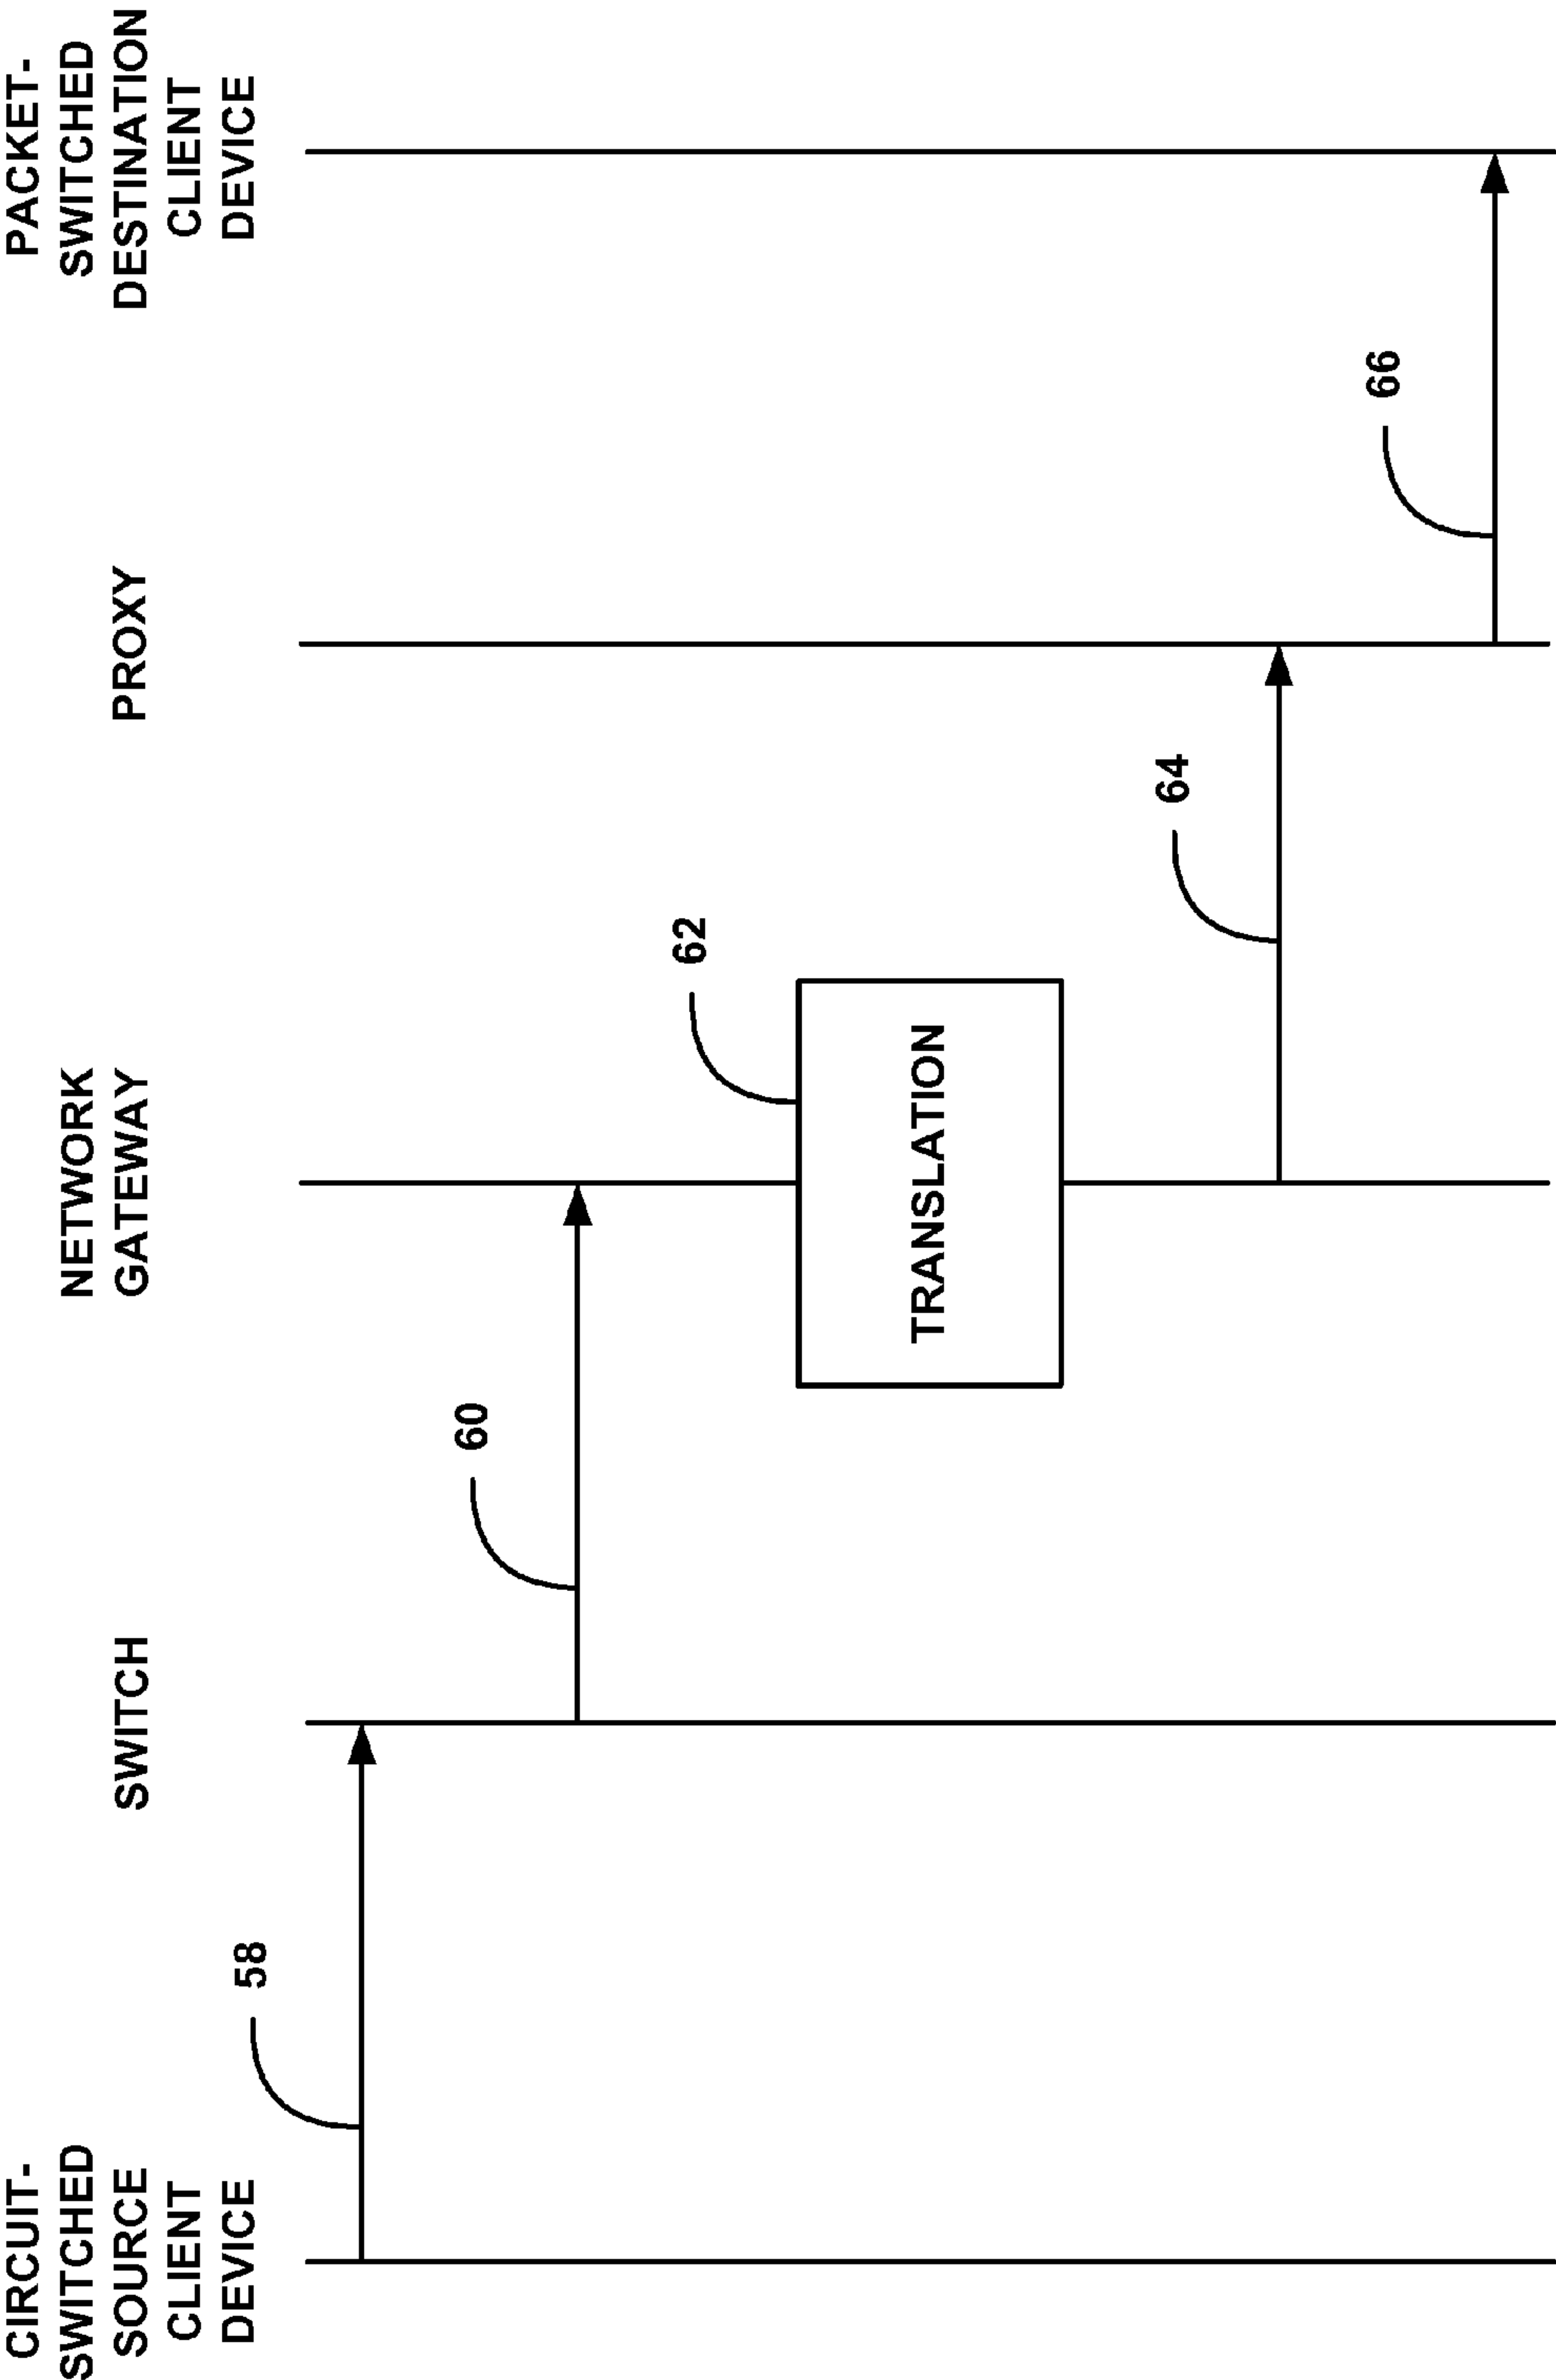 CIRCUIT-
SWITCHED
SOURCE
CLIENT
DEVICE
SWITCH
NETWORK
GATEWAY
PROXY
PACKET-
SWITCHED
DESTINATION
CLIENT
DEVICE
58
60
62
TRANSLATION
64
66